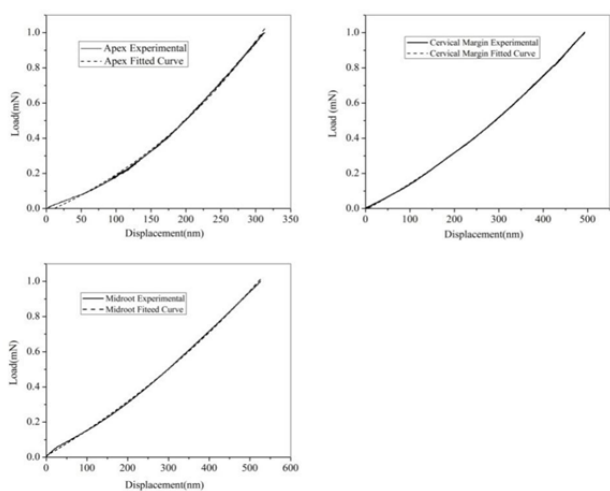 Apex Experimental
Apex Fitted Curve
Load(mN)
1.0
0.8
0.6
0.4
0.2
0.0
0 50 100 150 200 250 300 350
Displacement(nm)
Cervical Margin Experimental
Cervical Margin Fitted Curve
Load (mN)
1.0
0.8
0.6
0.4
0.2
0.0
0 100 200 300 400 500
Displacement(nm)
Midroot Experimental
Midroot Fiteed Curve
Load(mN)
1.0
0.8
0.6
0.4
0.2
0.0
0 100 200 300 400 500 600
Displacement(nm)